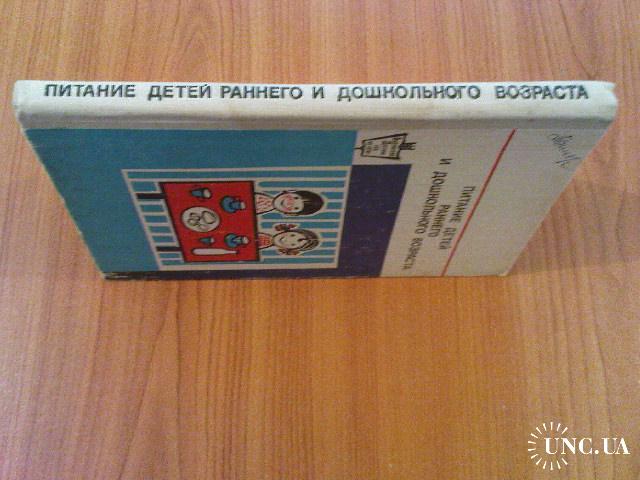 ПИТАНИЕ ДЕТЕЙ РАННЕГО И ДОШКОЛЬНОГО ВОЗРАСТА
ПИТАНИЕ ДЕТЕЙ
РАННЕГО
И ДОШКОЛЬНОГО ВОЗРАСТА
UNC.UA